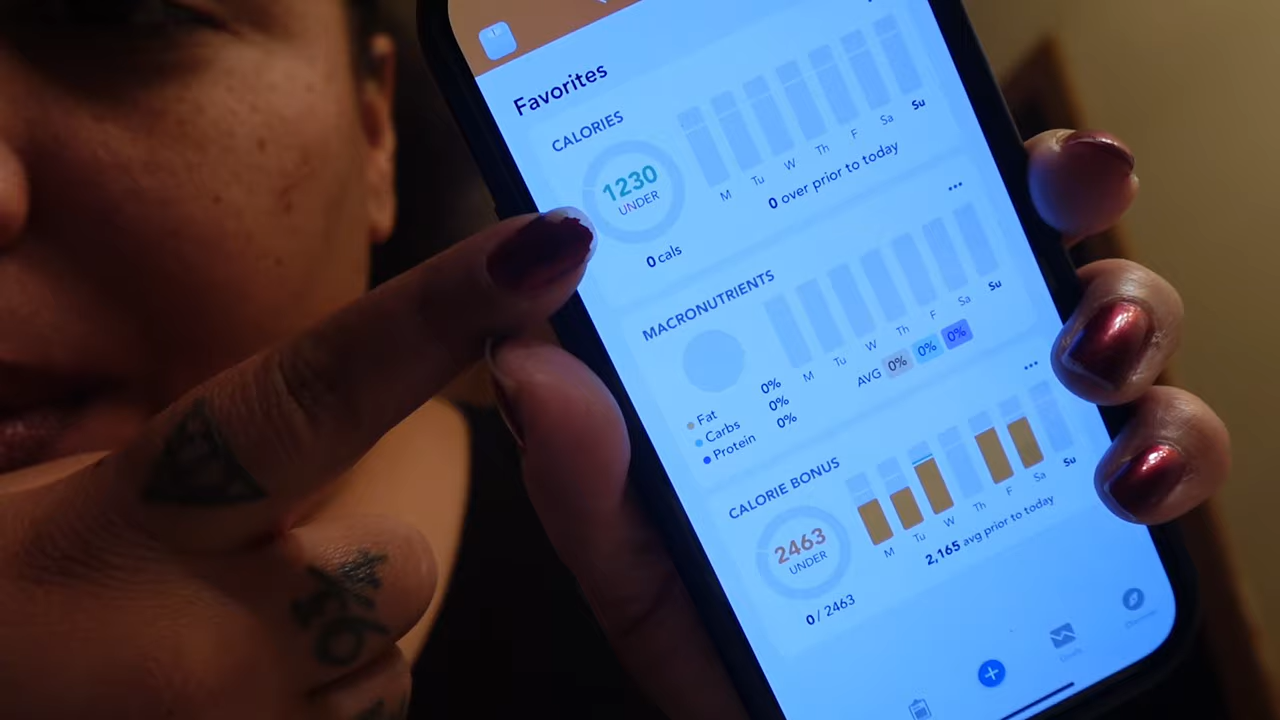 Favorites
CALORIES
1230
UNDER
0 cals
M Tu W Th F Sa Su
0 over prior to today
MACRONUTRIENTS
Fat 0%
Carbs 0%
Protein 0%
M Tu W Th F Sa Su
AVG 0% 0% 0%
CALORIE BONUS
2463
UNDER
0 / 2463
M Tu W Th F Sa Su
2,165 avg prior to today
Goals